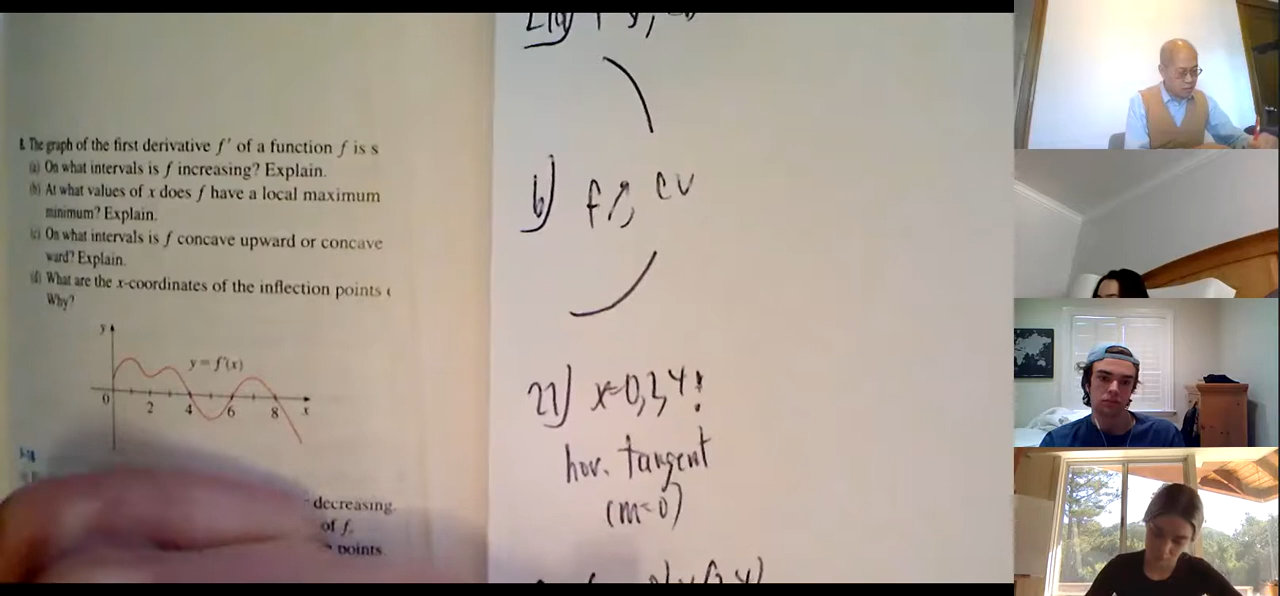 8. The graph of the first derivative f' of a function f is s
(a) On what intervals is f increasing? Explain.
(b) At what values of x does f have a local maximum
minimum? Explain.
(c) On what intervals is f concave upward or concave
ward? Explain.
(d) What are the x-coordinates of the inflection points
Why?
y
y = f'(x)
0 2 4 6 8 x
decreasing
of f.
points.
b) f↗, CU
21) x=0,2,4!
hor. tangent
(m=0)